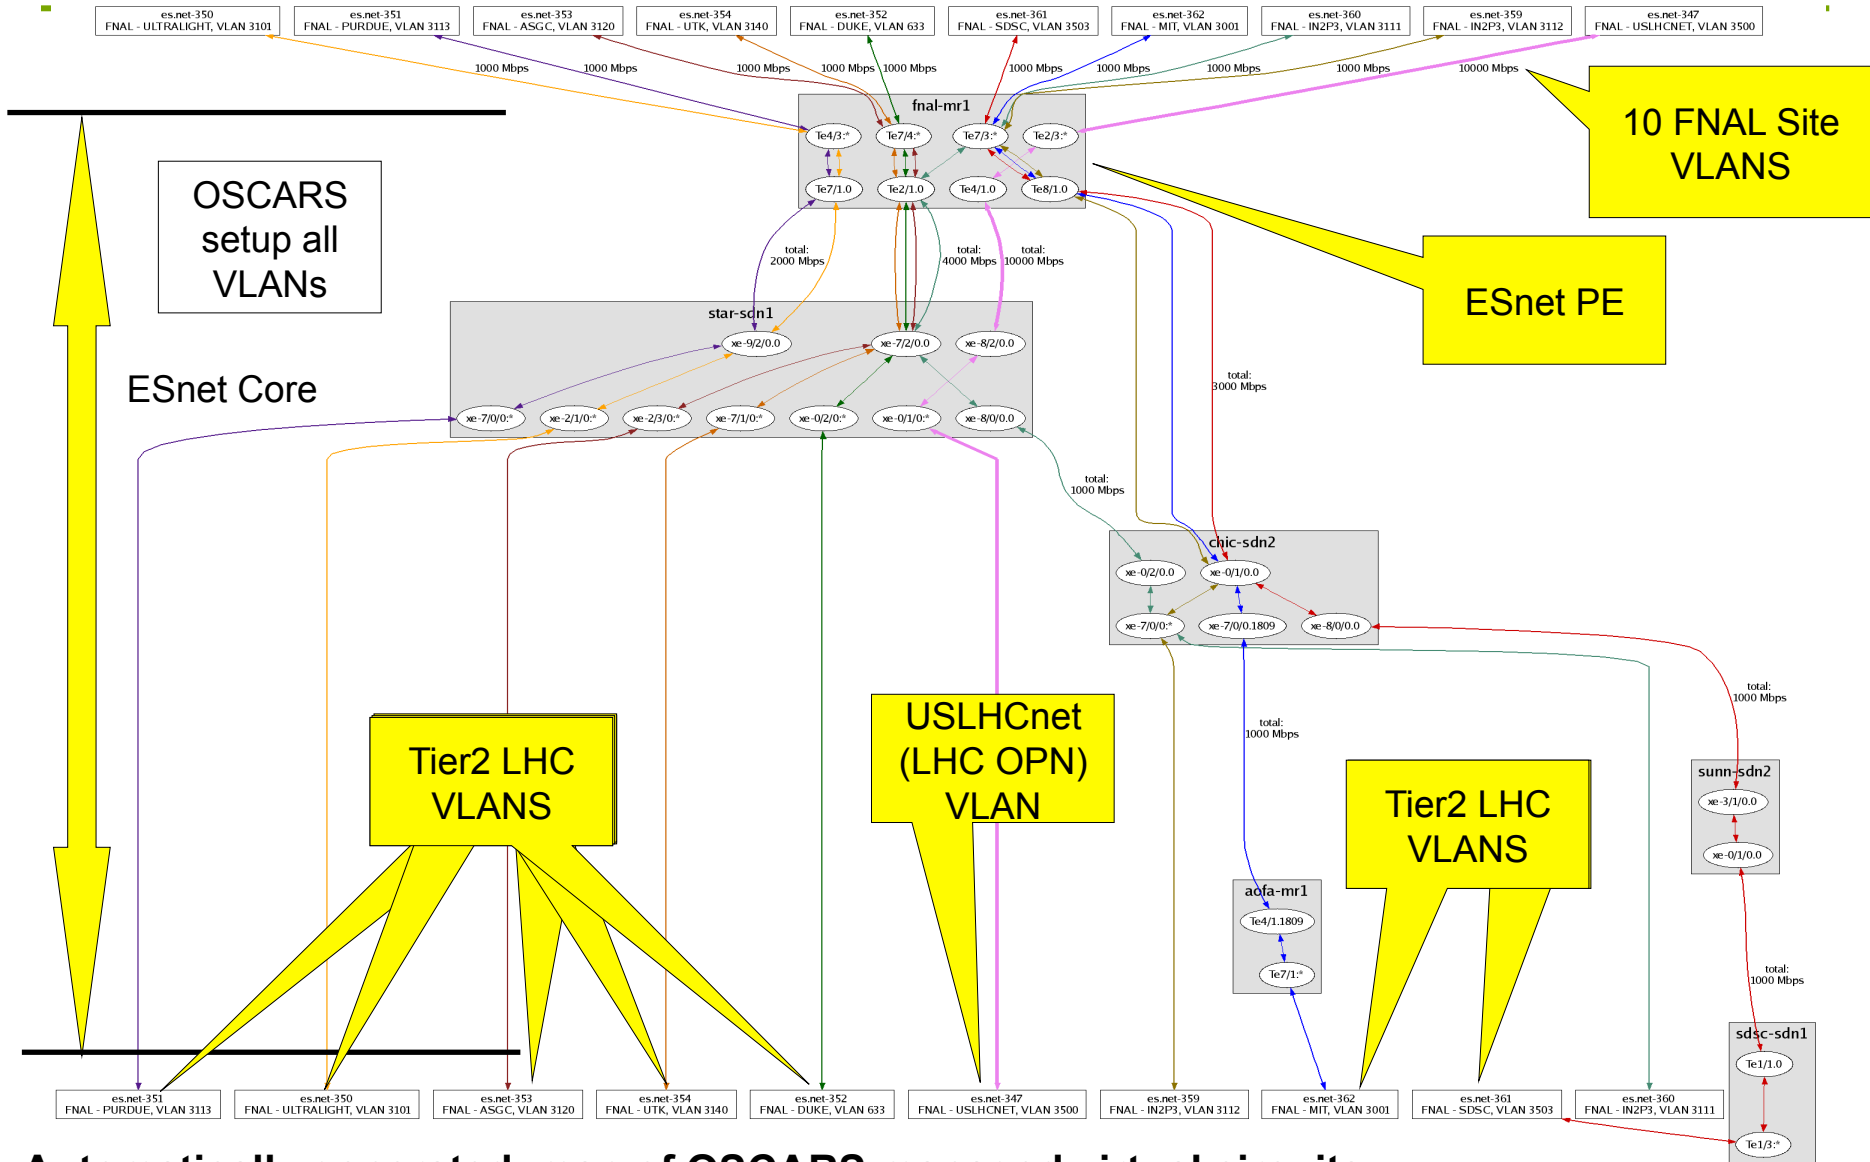 es.net-350
FNAL - ULTRALIGHT, VLAN 3101
es.net-351
FNAL - PURDUE, VLAN 3113
es.net-353
FNAL - ASGC, VLAN 3120
es.net-354
FNAL - UTK, VLAN 3140
es.net-352
FNAL - DUKE, VLAN 633
es.net-361
FNAL - SDSC, VLAN 3503
es.net-362
FNAL - MIT, VLAN 3001
es.net-360
FNAL - IN2P3, VLAN 3111
es.net-359
FNAL - IN2P3, VLAN 3112
es.net-347
FNAL - USLHCNET, VLAN 3500
1000 Mbps
1000 Mbps
1000 Mbps
1000 Mbps
1000 Mbps
1000 Mbps
1000 Mbps
1000 Mbps
1000 Mbps
10000 Mbps
10 FNAL Site
VLANS
fnal-mr1
Te4/3:*
Te7/4:*
Te7/3:*
Te2/3:*
Te7/1.0
Te2/1.0
Te4/1.0
Te8/1.0
OSCARS
setup all
VLANs
total:
2000 Mbps
total:
4000 Mbps
total:
10000 Mbps
ESnet PE
star-sdn1
xe-9/2/0.0
xe-7/2/0.0
xe-8/2/0.0
ESnet Core
total:
3000 Mbps
xe-7/0/0:*
xe-2/1/0:*
xe-2/3/0:*
xe-7/1/0:*
xe-0/2/0:*
xe-0/1/0:*
xe-8/0/0.0
total:
1000 Mbps
chic-sdn2
xe-0/2/0.0
xe-0/1/0.0
xe-7/0/0:*
xe-7/0/0.1809
xe-8/0/0.0
total:
1000 Mbps
total:
1000 Mbps
Tier2 LHC
VLANS
USLHCnet
(LHC OPN)
VLAN
Tier2 LHC
VLANS
sunn-sdn2
xe-3/1/0.0
xe-0/1/0.0
aofa-mr1
Te4/1.1809
Te7/1:*
total:
1000 Mbps
sdsc-sdn1
Te1/1.0
Te1/3:*
es.net-351
FNAL - PURDUE, VLAN 3113
es.net-350
FNAL - ULTRALIGHT, VLAN 3101
es.net-353
FNAL - ASGC, VLAN 3120
es.net-354
FNAL - UTK, VLAN 3140
es.net-352
FNAL - DUKE, VLAN 633
es.net-347
FNAL - USLHCNET, VLAN 3500
es.net-359
FNAL - IN2P3, VLAN 3112
es.net-362
FNAL - MIT, VLAN 3001
es.net-361
FNAL - SDSC, VLAN 3503
es.net-360
FNAL - IN2P3, VLAN 3111
Automatically generated map of OSCARS managed virtual circuits